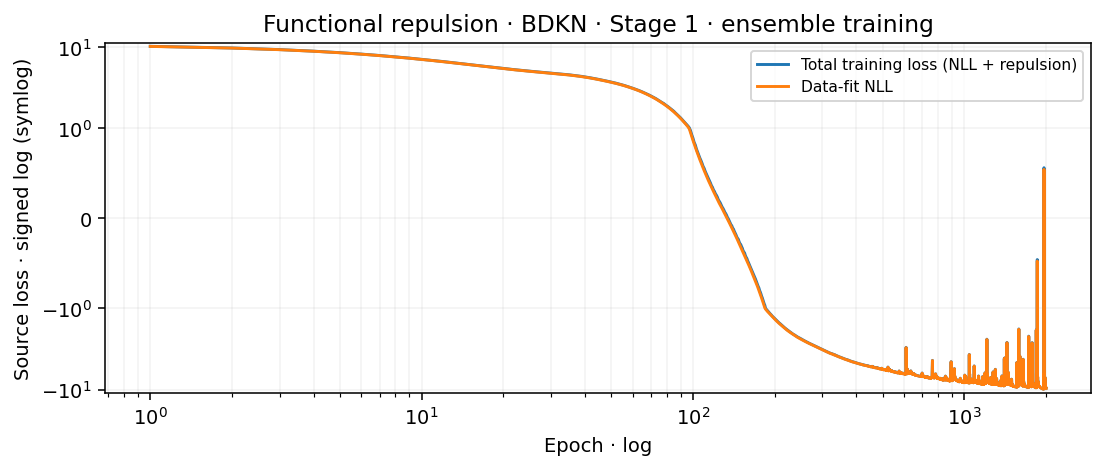 Functional repulsion · BDKN · Stage 1 · ensemble training
Source loss · signed log (symlog)
10¹
10⁰
0
−10⁰
−10¹
Total training loss (NLL + repulsion)
Data-fit NLL
10⁰ 10¹ 10² 10³
Epoch · log